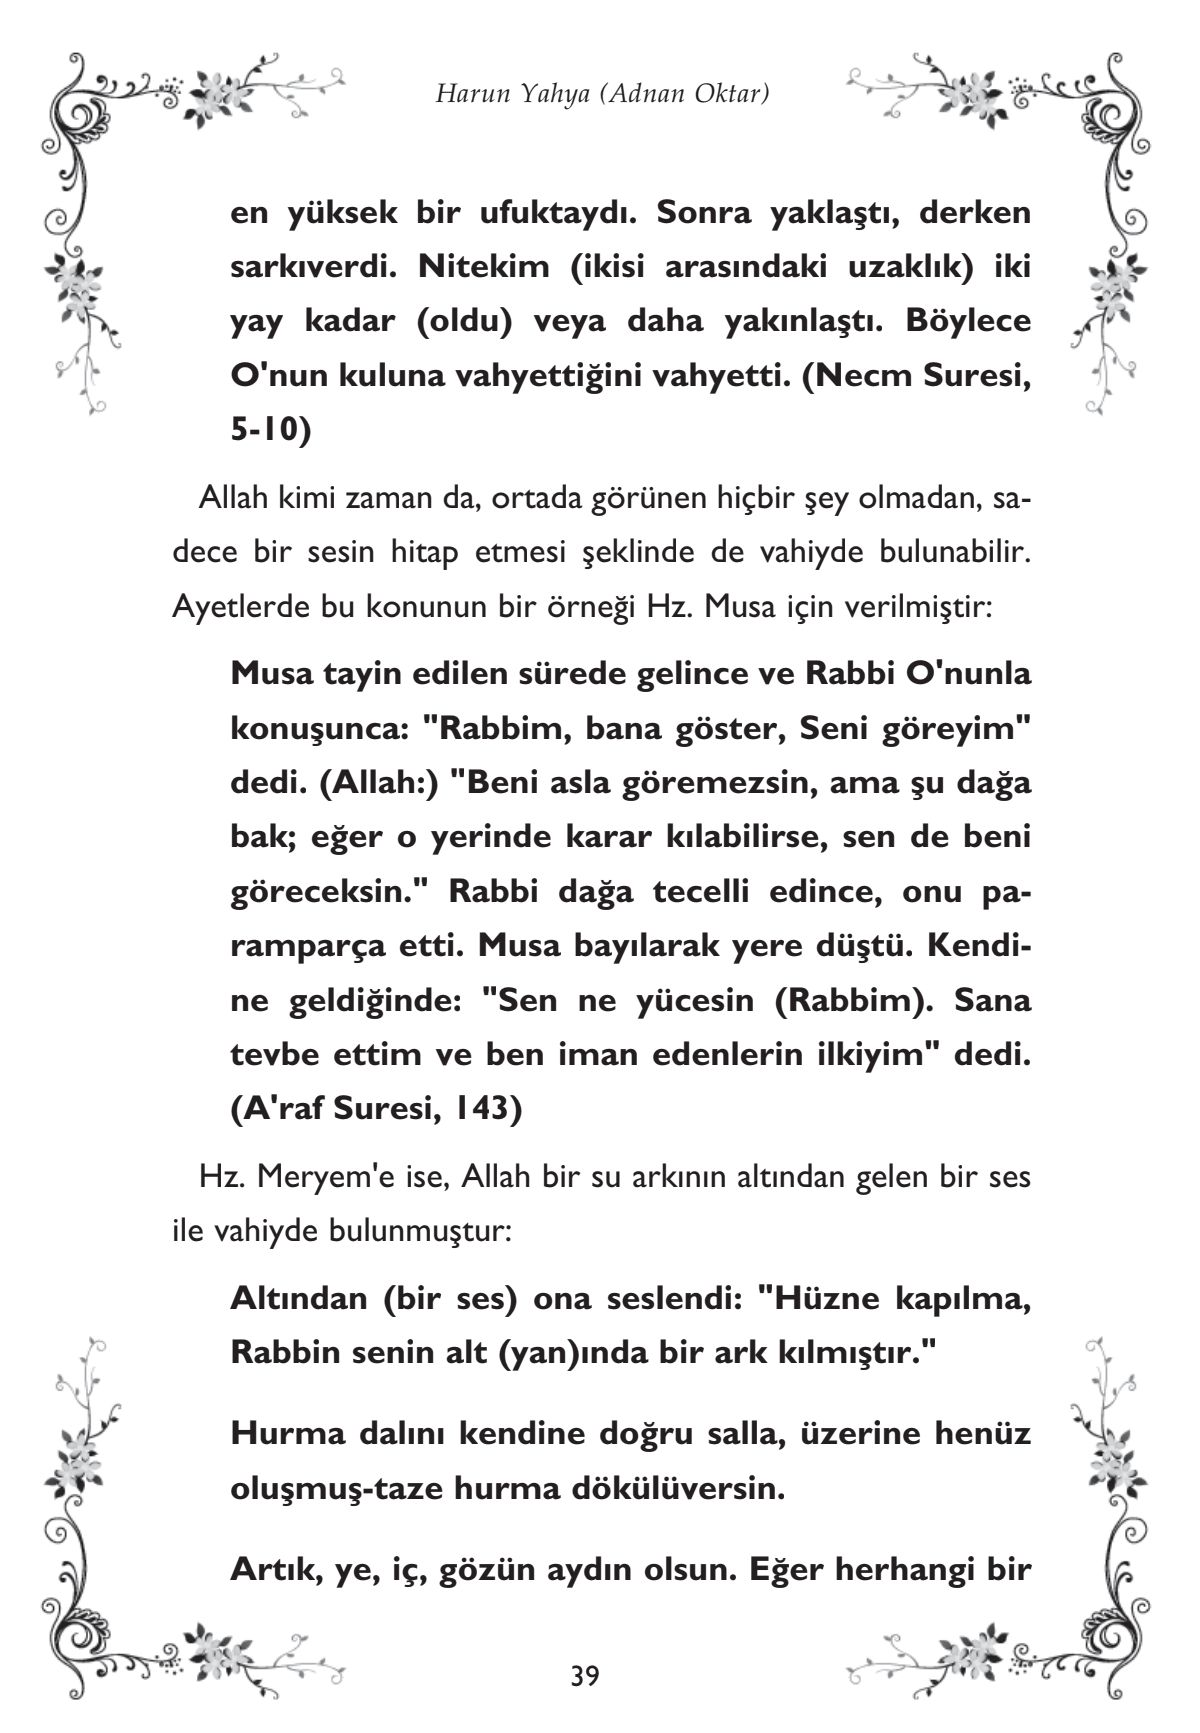 Harun Yahya (Adnan Oktar)
en yüksek bir ufuktaydı. Sonra yaklaştı, derken
sarkıverdi. Nitekim (ikisi arasındaki uzaklık) iki
yay kadar (oldu) veya daha yakınlaştı. Böylece
O'nun kuluna vahyettiğini vahyetti. (Necm Suresi,
5-10)
Allah kimi zaman da, ortada görünen hiçbir şey olmadan, sa-
dece bir sesin hitap etmesi şeklinde de vahiyde bulunabilir.
Ayetlerde bu konunun bir örneği Hz. Musa için verilmiştir:
Musa tayin edilen sürede gelince ve Rabbi O'nunla
konuşunca: "Rabbim, bana göster, Seni göreyim"
dedi. (Allah:) "Beni asla göremezsin, ama şu dağa
bak; eğer o yerinde karar kılabilirse, sen de beni
göreceksin." Rabbi dağa tecelli edince, onu pa-
ramparça etti. Musa bayılarak yere düştü. Kendi-
ne geldiğinde: "Sen ne yücesin (Rabbim). Sana
tevbe ettim ve ben iman edenlerin ilkiyim" dedi.
(A'raf Suresi, 143)
Hz. Meryem'e ise, Allah bir su arkının altından gelen bir ses
ile vahiyde bulunmuştur:
Altından (bir ses) ona seslendi: "Hüzne kapılma,
Rabbin senin alt (yan)ında bir ark kılmıştır."
Hurma dalını kendine doğru salla, üzerine henüz
oluşmuş-taze hurma dökülüversin.
Artık, ye, iç, gözün aydın olsun. Eğer herhangi bir
39